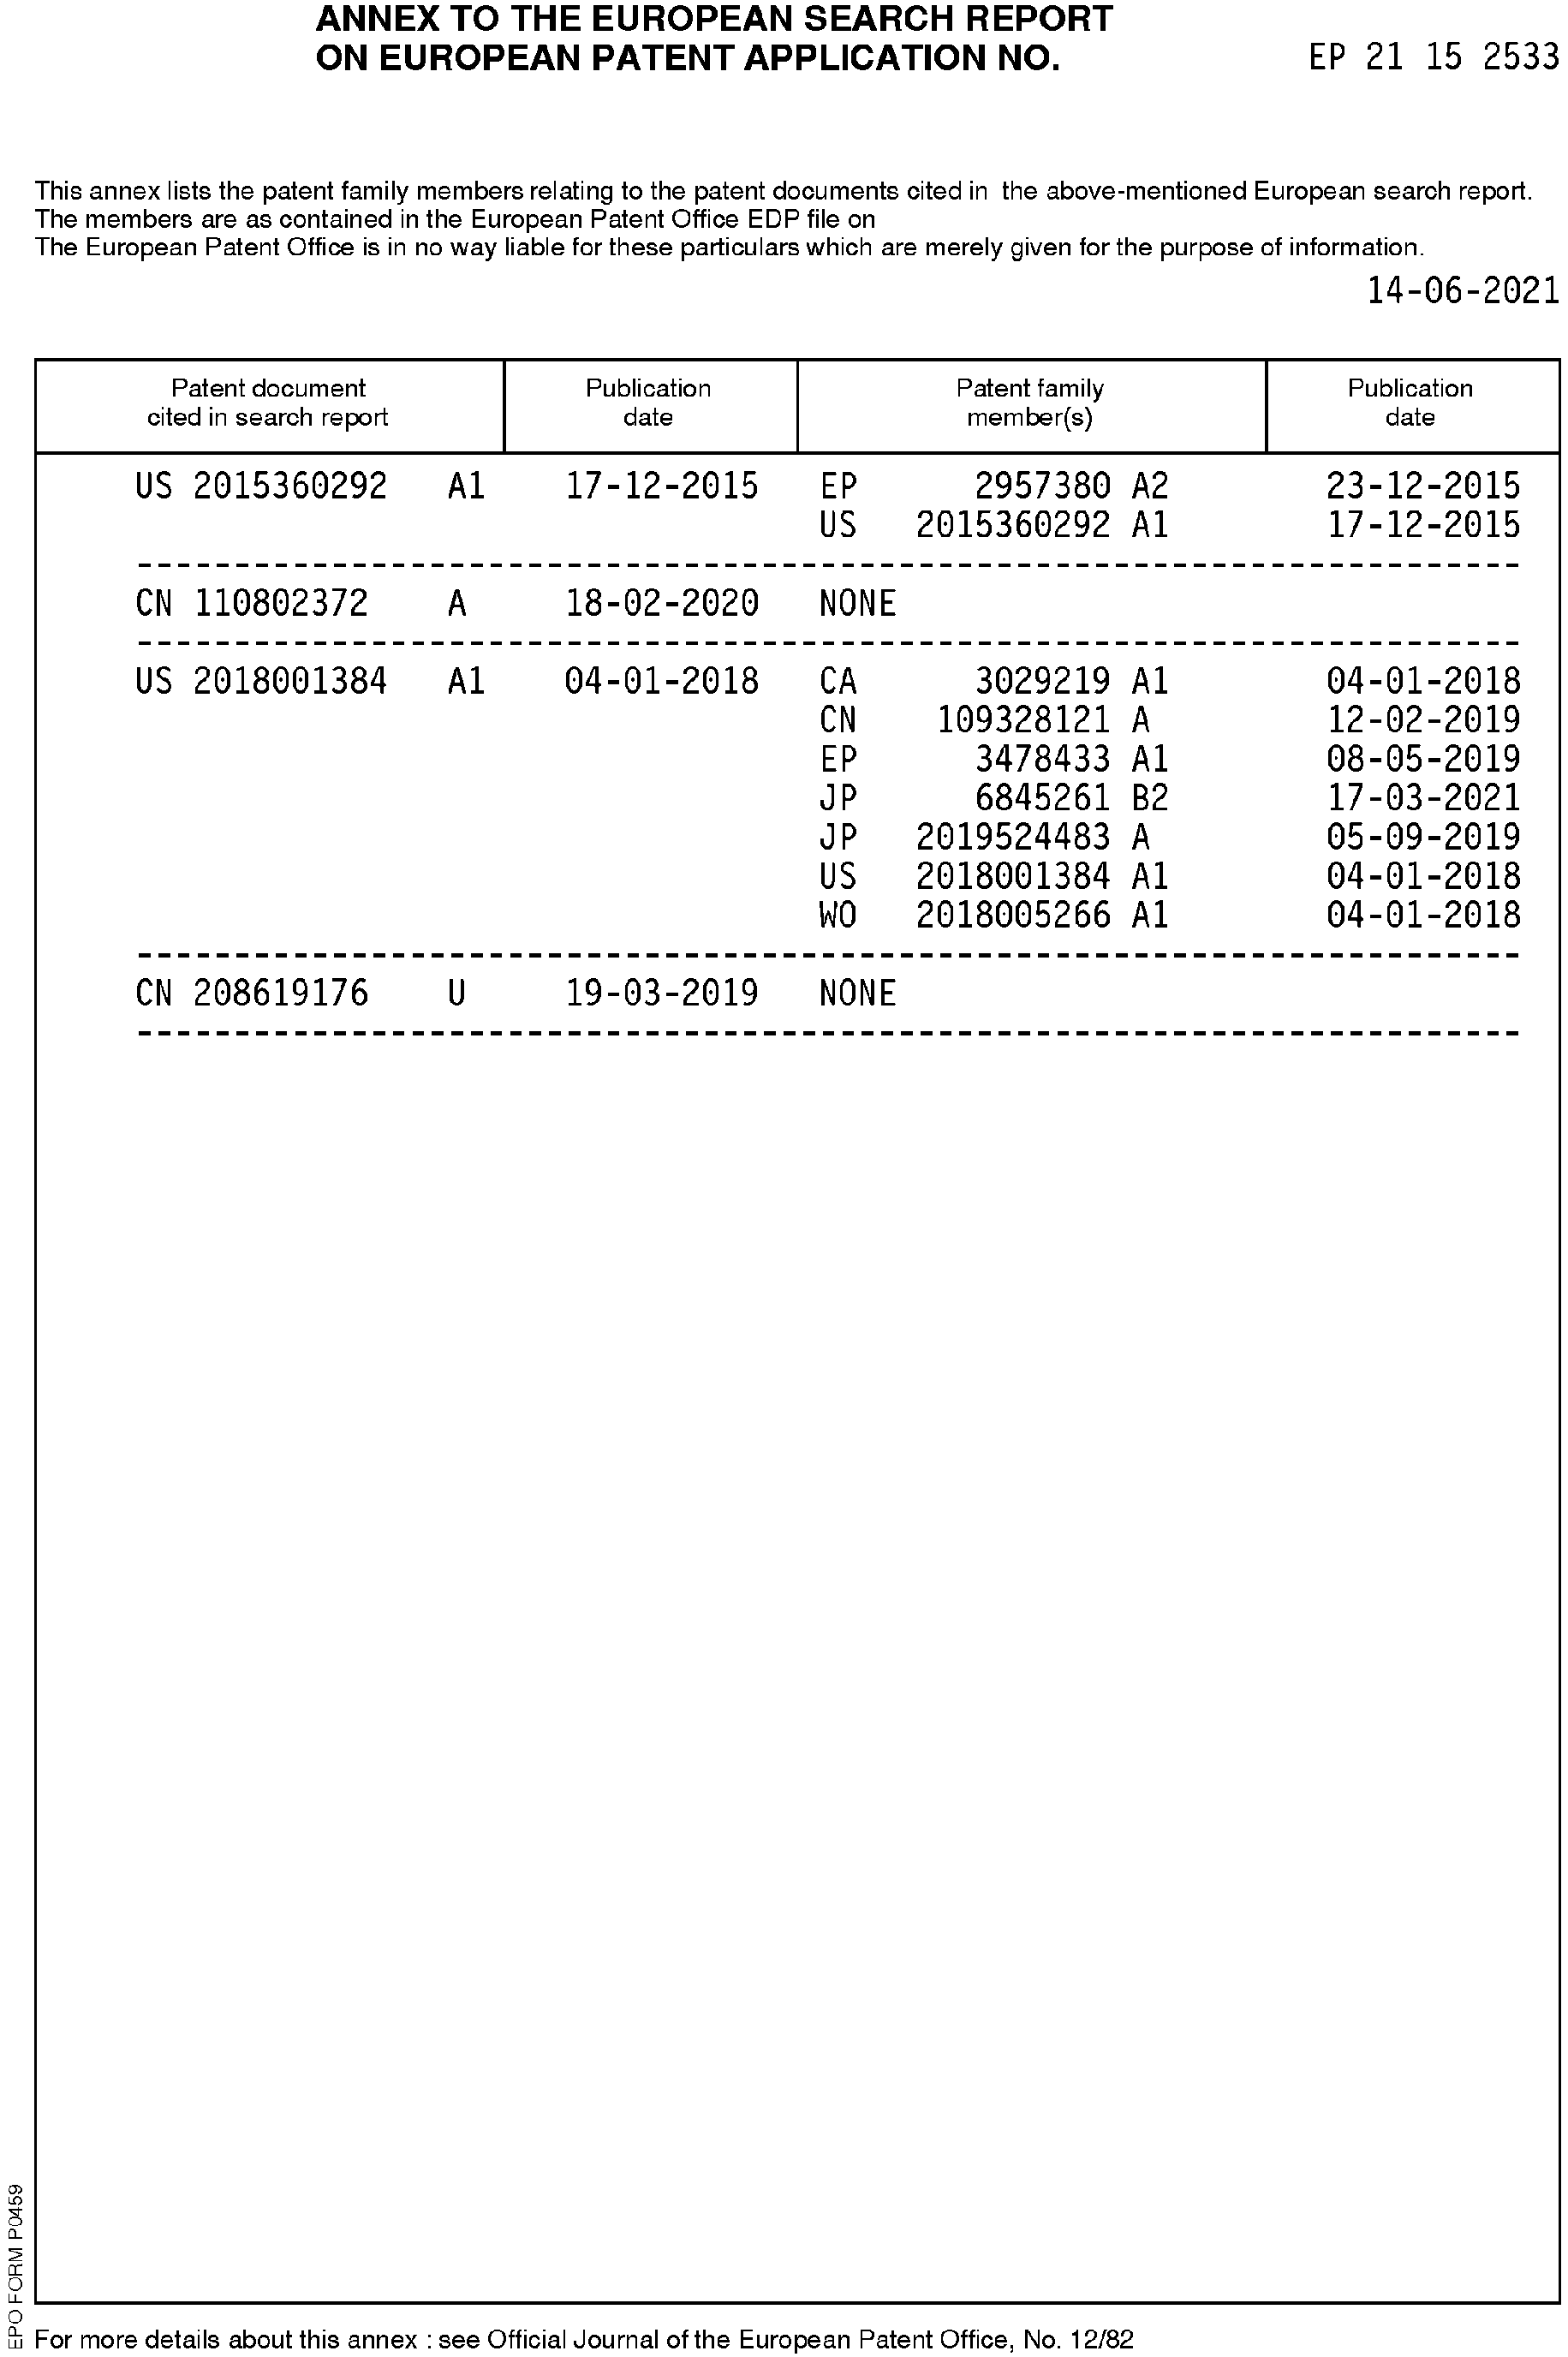 ANNEX TO THE EUROPEAN SEARCH REPORT
ON EUROPEAN PATENT APPLICATION NO. EP 21 15 2533
This annex lists the patent family members relating to the patent documents cited in the above-mentioned European search report.
The members are as contained in the European Patent Office EDP file on
The European Patent Office is in no way liable for these particulars which are merely given for the purpose of information.
14-06-2021
Patent document cited in search report Publication date Patent family member(s) Publication date
US 2015360292 A1 17-12-2015 EP 2957380 A2 23-12-2015
US 2015360292 A1 17-12-2015
CN 110802372 A 18-02-2020 NONE
US 2018001384 A1 04-01-2018 CA 3029219 A1 04-01-2018
CN 109328121 A 12-02-2019
EP 3478433 A1 08-05-2019
JP 6845261 B2 17-03-2021
JP 2019524483 A 05-09-2019
US 2018001384 A1 04-01-2018
WO 2018005266 A1 04-01-2018
CN 208619176 U 19-03-2019 NONE
EPO FORM P0459
For more details about this annex : see Official Journal of the European Patent Office, No. 12/82